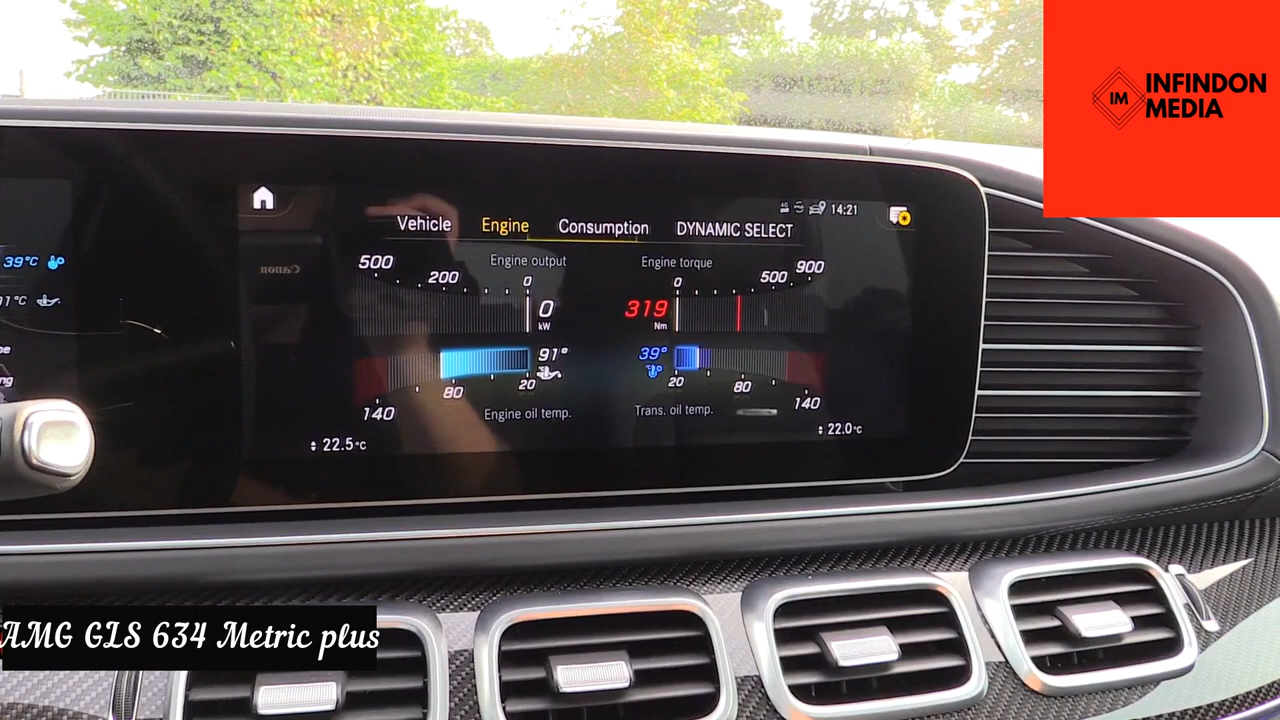 INFINDON
IM MEDIA
14:21
Vehicle Engine Consumption DYNAMIC SELECT
39°C
Engine output
500 200 0
0
kW
Engine torque
0 500 900
319
Nm
Canon
91°
140 80 20
Engine oil temp.
39°
20 80 140
Trans. oil temp.
22.5°C
22.0°C
AMG GLS 634 Metric plus